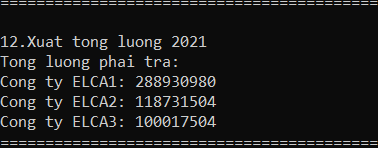 ==========================================
12.Xuat tong luong 2021
Tong luong phai tra:
Cong ty ELCA1: 288930980
Cong ty ELCA2: 118731504
Cong ty ELCA3: 100017504
==========================================